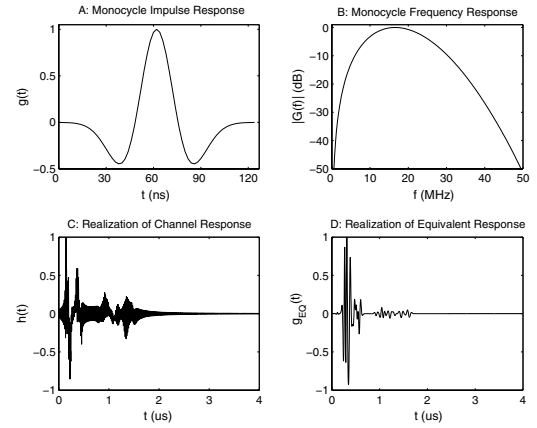 A: Monocycle Impulse Response
g(t)
1
0.5
0
−0.5
0 30 60 90 120
t (ns)
B: Monocycle Frequency Response
|G(f)| (dB)
0
−10
−20
−30
−40
−50
0 10 20 30 40 50
f (MHz)
C: Realization of Channel Response
h(t)
1
0.5
0
−0.5
−1
0 1 2 3 4
t (us)
D: Realization of Equivalent Response
gEQ(t)
1
0.5
0
−0.5
−1
0 1 2 3 4
t (us)